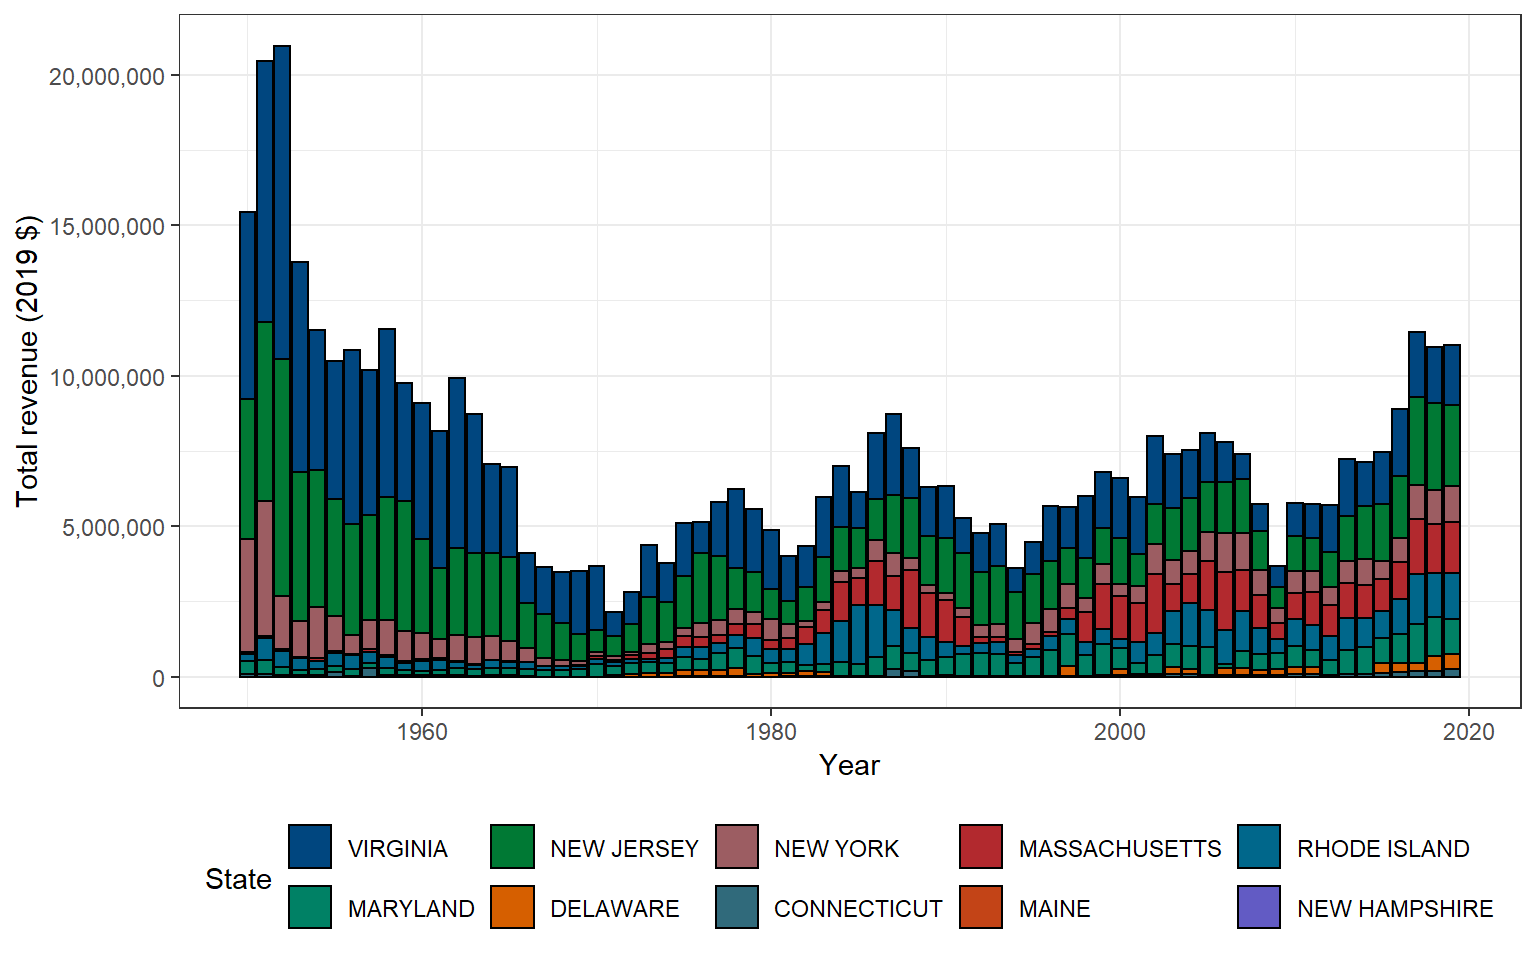 Total revenue (2019 $)
20,000,000
15,000,000
10,000,000
5,000,000
0
1960 1980 2000 2020
Year
State
VIRGINIA NEW JERSEY NEW YORK MASSACHUSETTS RHODE ISLAND
MARYLAND DELAWARE CONNECTICUT MAINE NEW HAMPSHIRE